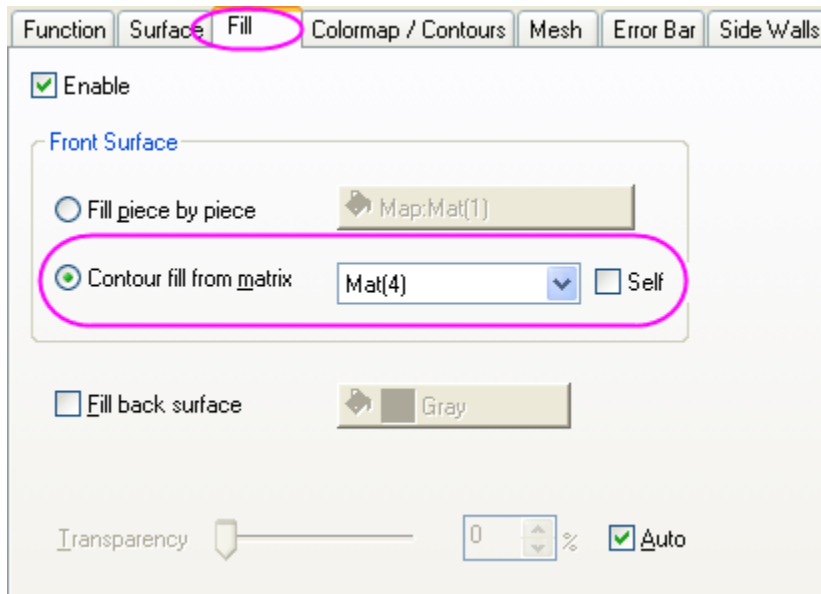 Function Surface Fill Colormap / Contours Mesh Error Bar Side Walls
Enable
Front Surface
Fill piece by piece Map:Mat(1)
Contour fill from matrix Mat(4) Self
Fill back surface Gray
Transparency 0 % Auto